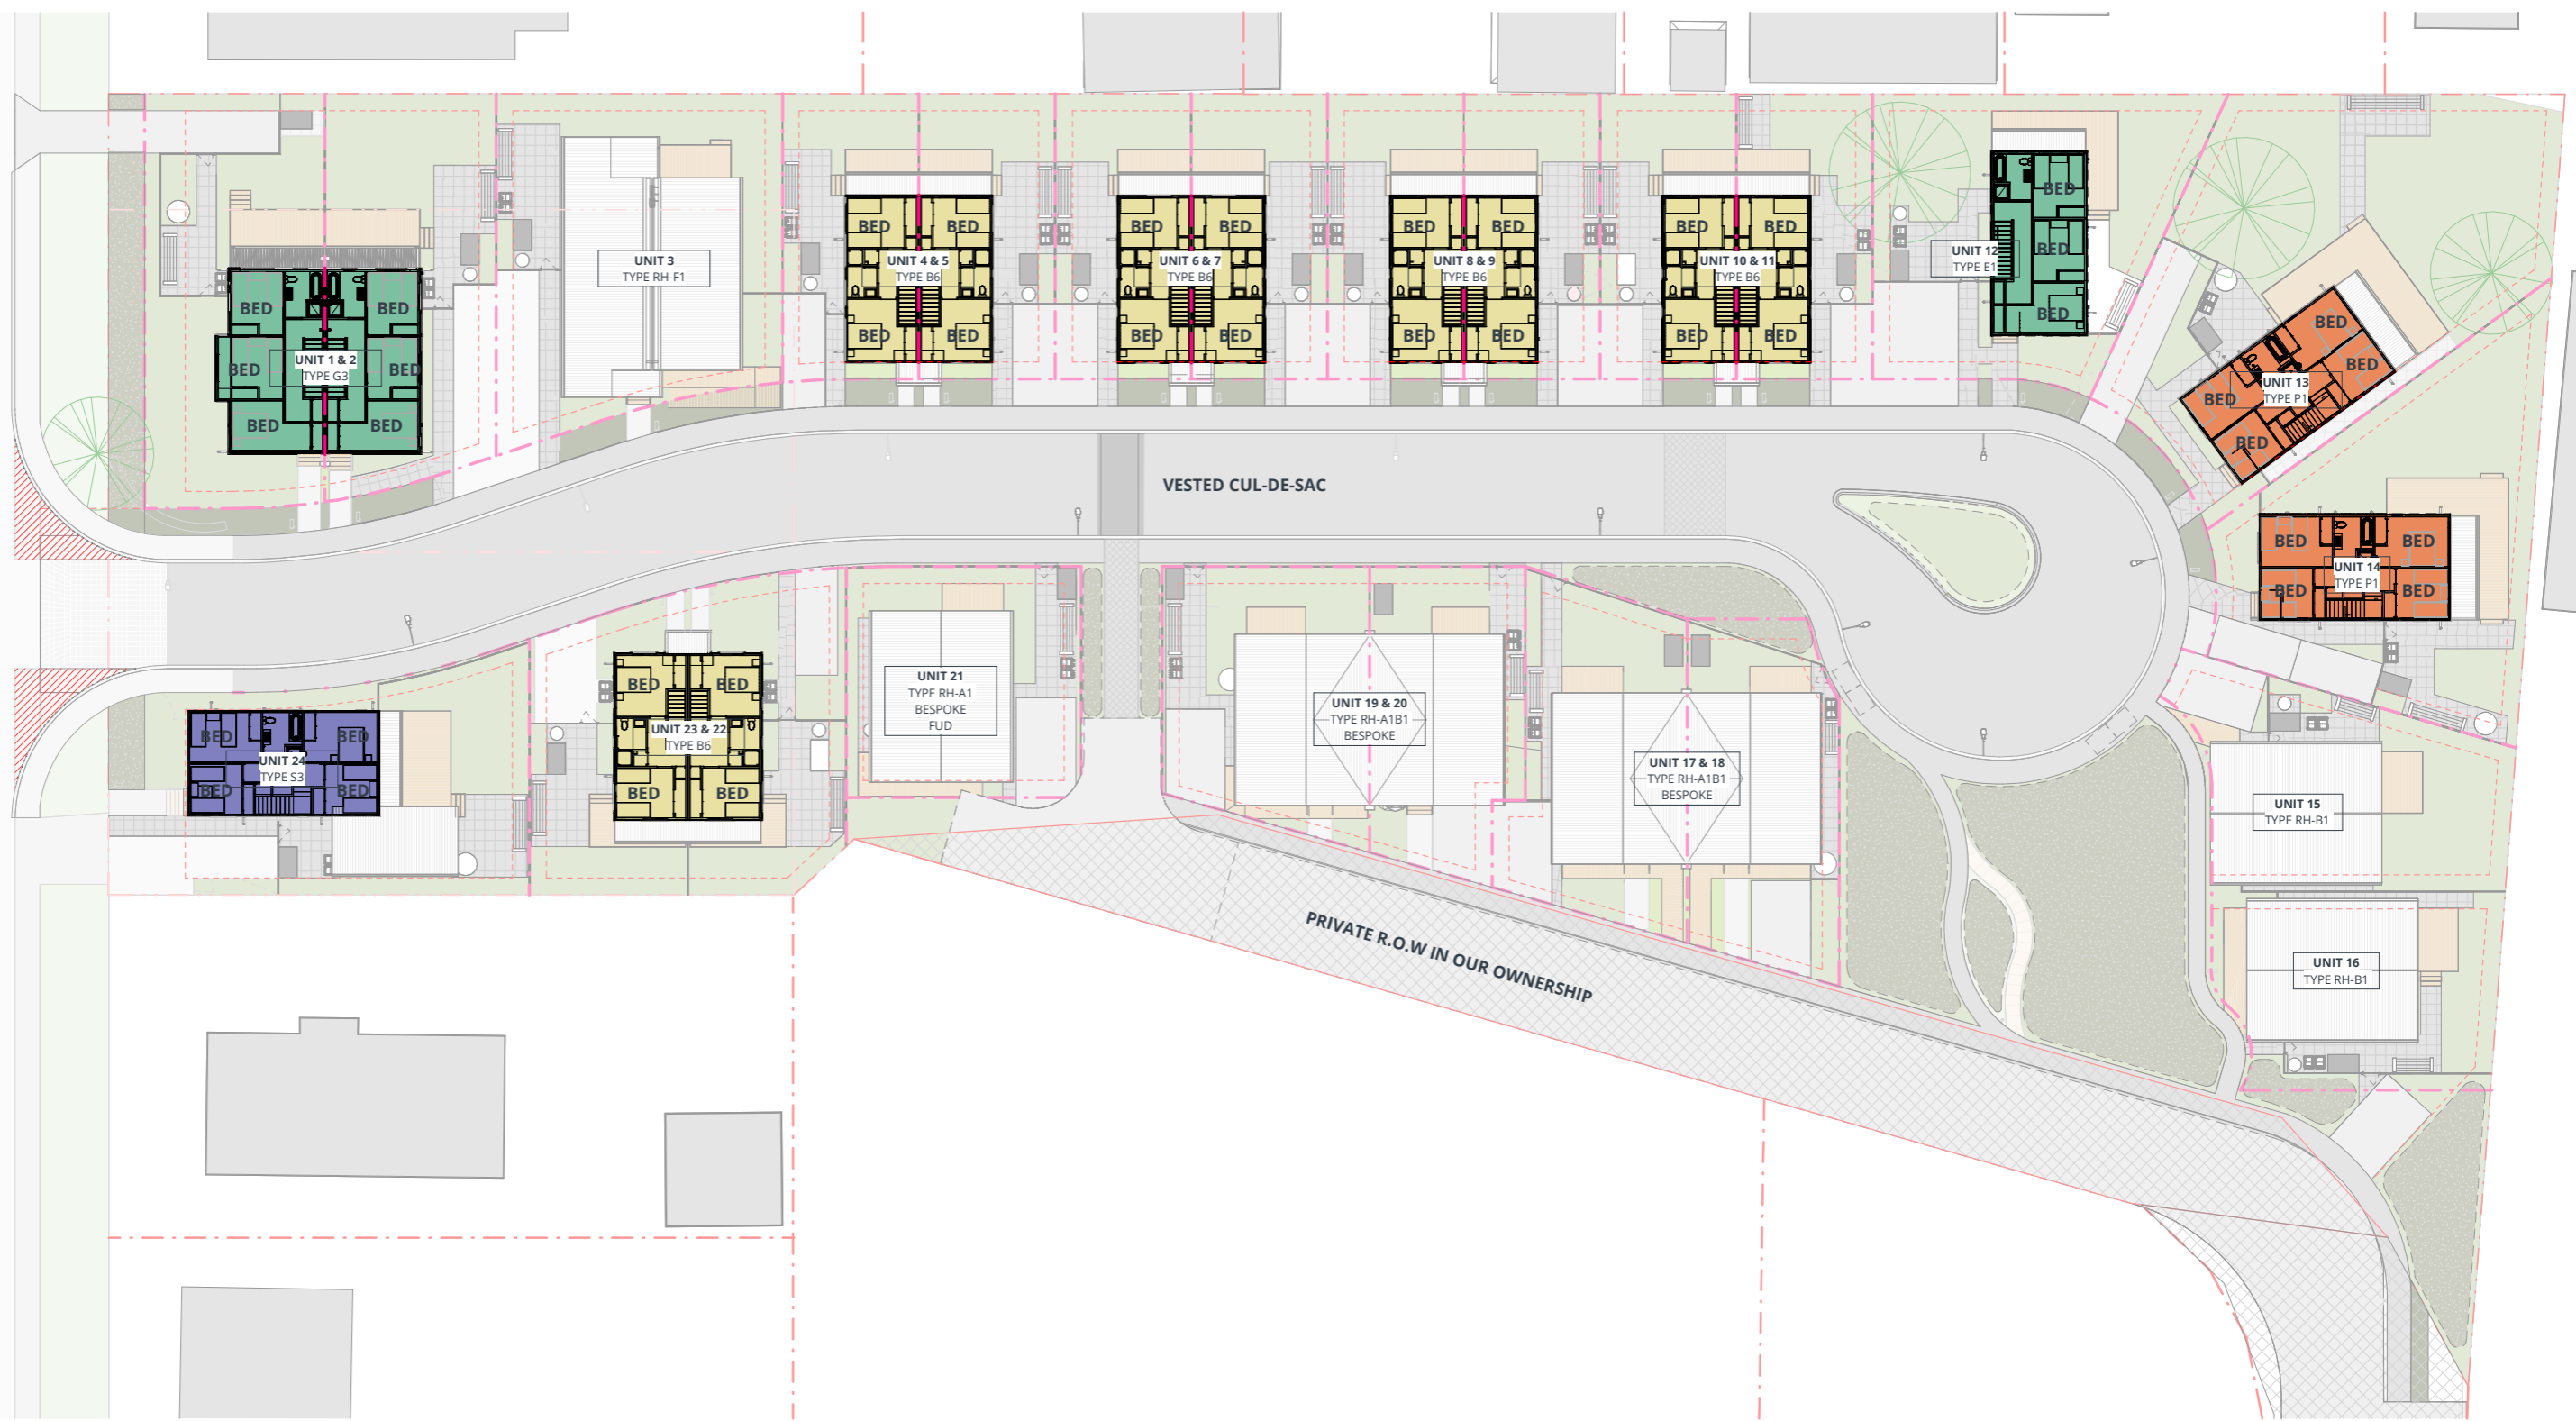 BED
BED
BED
BED
BED
BED
UNIT 1 & 2
TYPE G3
UNIT 3
TYPE RH-F1
BED
BED
UNIT 4 & 5
TYPE B6
BED
BED
BED
BED
UNIT 6 & 7
TYPE B6
BED
BED
BED
BED
UNIT 8 & 9
TYPE B6
BED
BED
BED
BED
UNIT 10 & 11
TYPE B6
BED
BED
BED
BED
BED
UNIT 12
TYPE E1
BED
BED
BED
BED
UNIT 13
TYPE P1
VESTED CUL-DE-SAC
BED
BED
UNIT 14
TYPE P1
BED
BED
BED
BED
UNIT 24
TYPE S3
BED
BED
BED
BED
UNIT 23 & 22
TYPE B6
BED
BED
UNIT 21
TYPE RH-A1
BESPOKE
FUD
UNIT 19 & 20
TYPE RH-A1B1
BESPOKE
UNIT 17 & 18
TYPE RH-A1B1
BESPOKE
UNIT 15
TYPE RH-B1
UNIT 16
TYPE RH-B1
PRIVATE R.O.W IN OUR OWNERSHIP